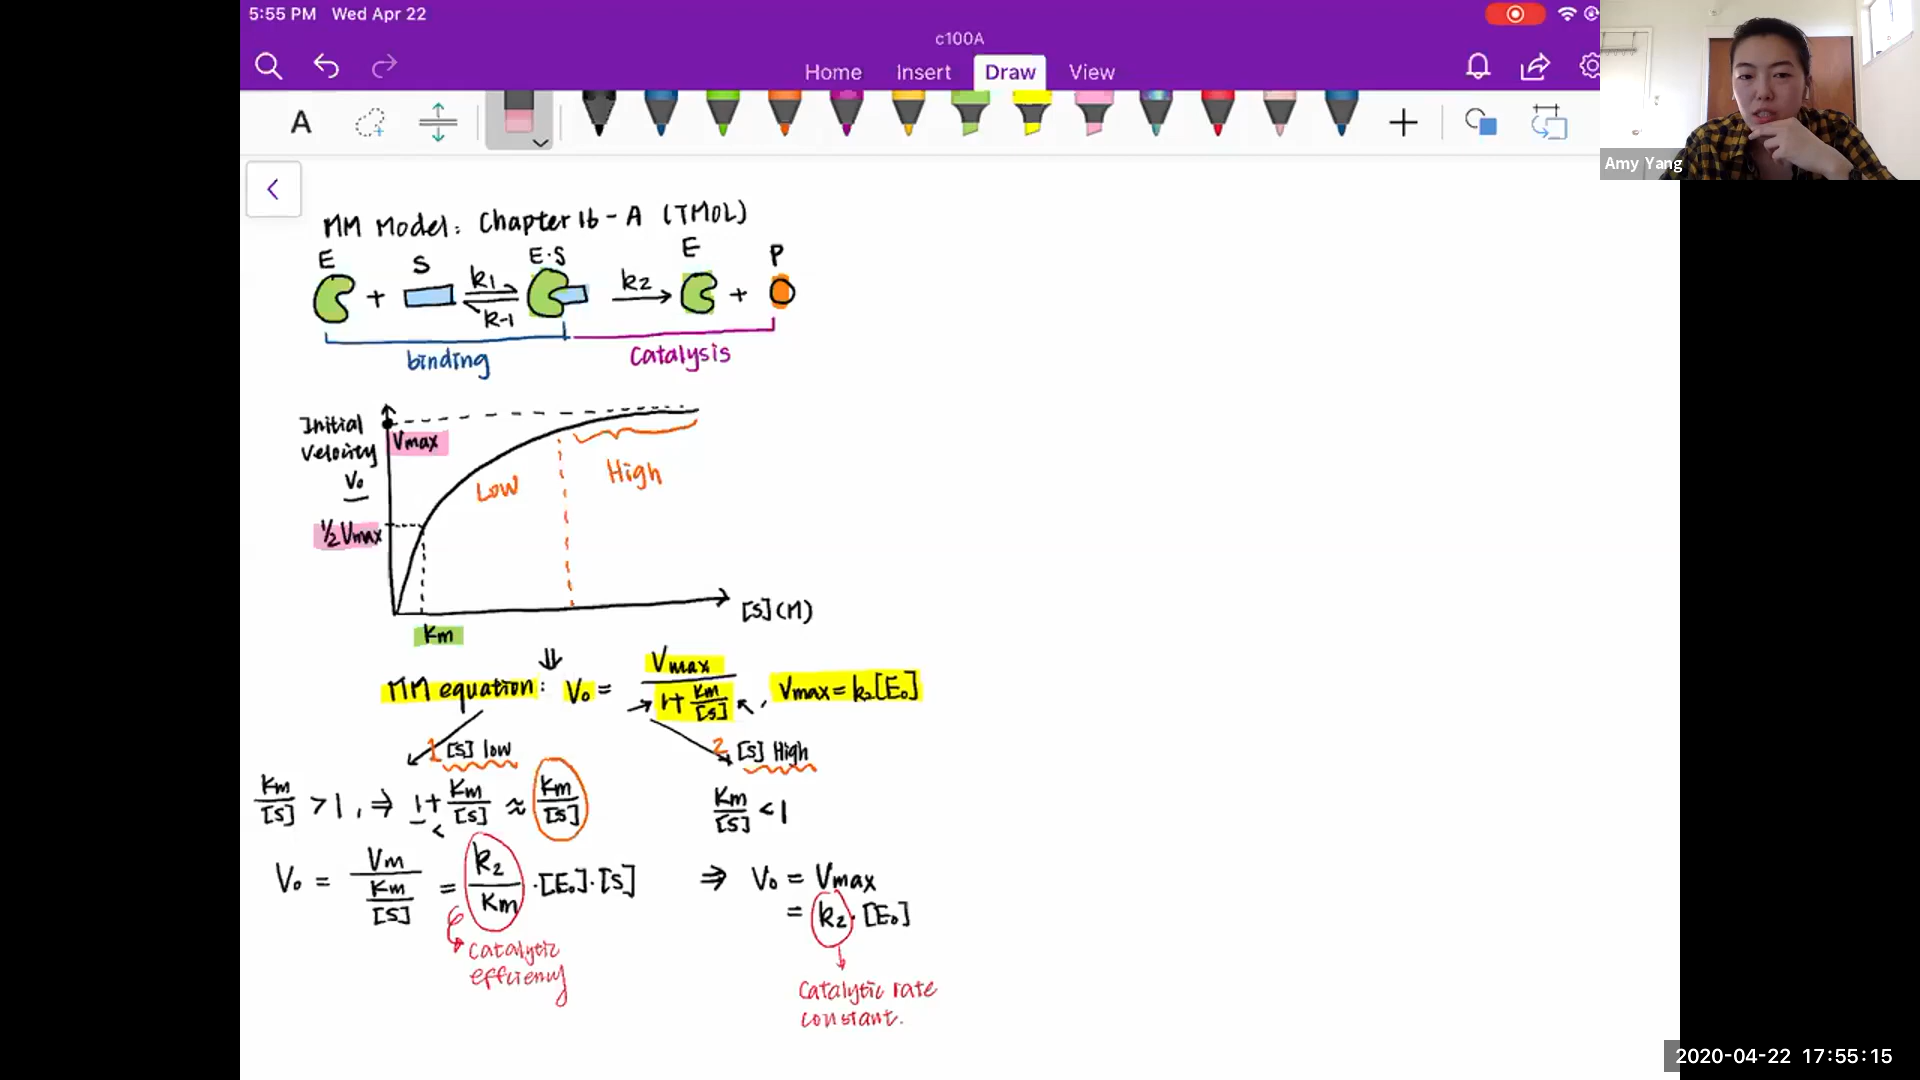 5:55 PM Wed Apr 22
c100A
Home Insert Draw View
A
Amy Yang
MM Model: Chapter 16-A (TMOL)
E S E·S E P
+ k1 k-1 k2 +
binding Catalysis
Initial
Velocity
V₀
Vmax
½ Vmax
Low High
[S] (M)
Km
⇓
MM equation: V₀ = Vmax / (1 + Km/[S]) , Vmax = k₂[E₀]
1 [S] low 2 [S] High
Km/[S] > 1, ⇒ 1 + Km/[S] ≈ Km/[S]
<
Km/[S] < 1
V₀ = Vm / (Km/[S]) = k₂/Km · [E₀]·[S]
⇒ V₀ = Vmax
= k₂ · [E₀]
Catalytic
efficiency
Catalytic rate
constant.
2020-04-22 17:55:15